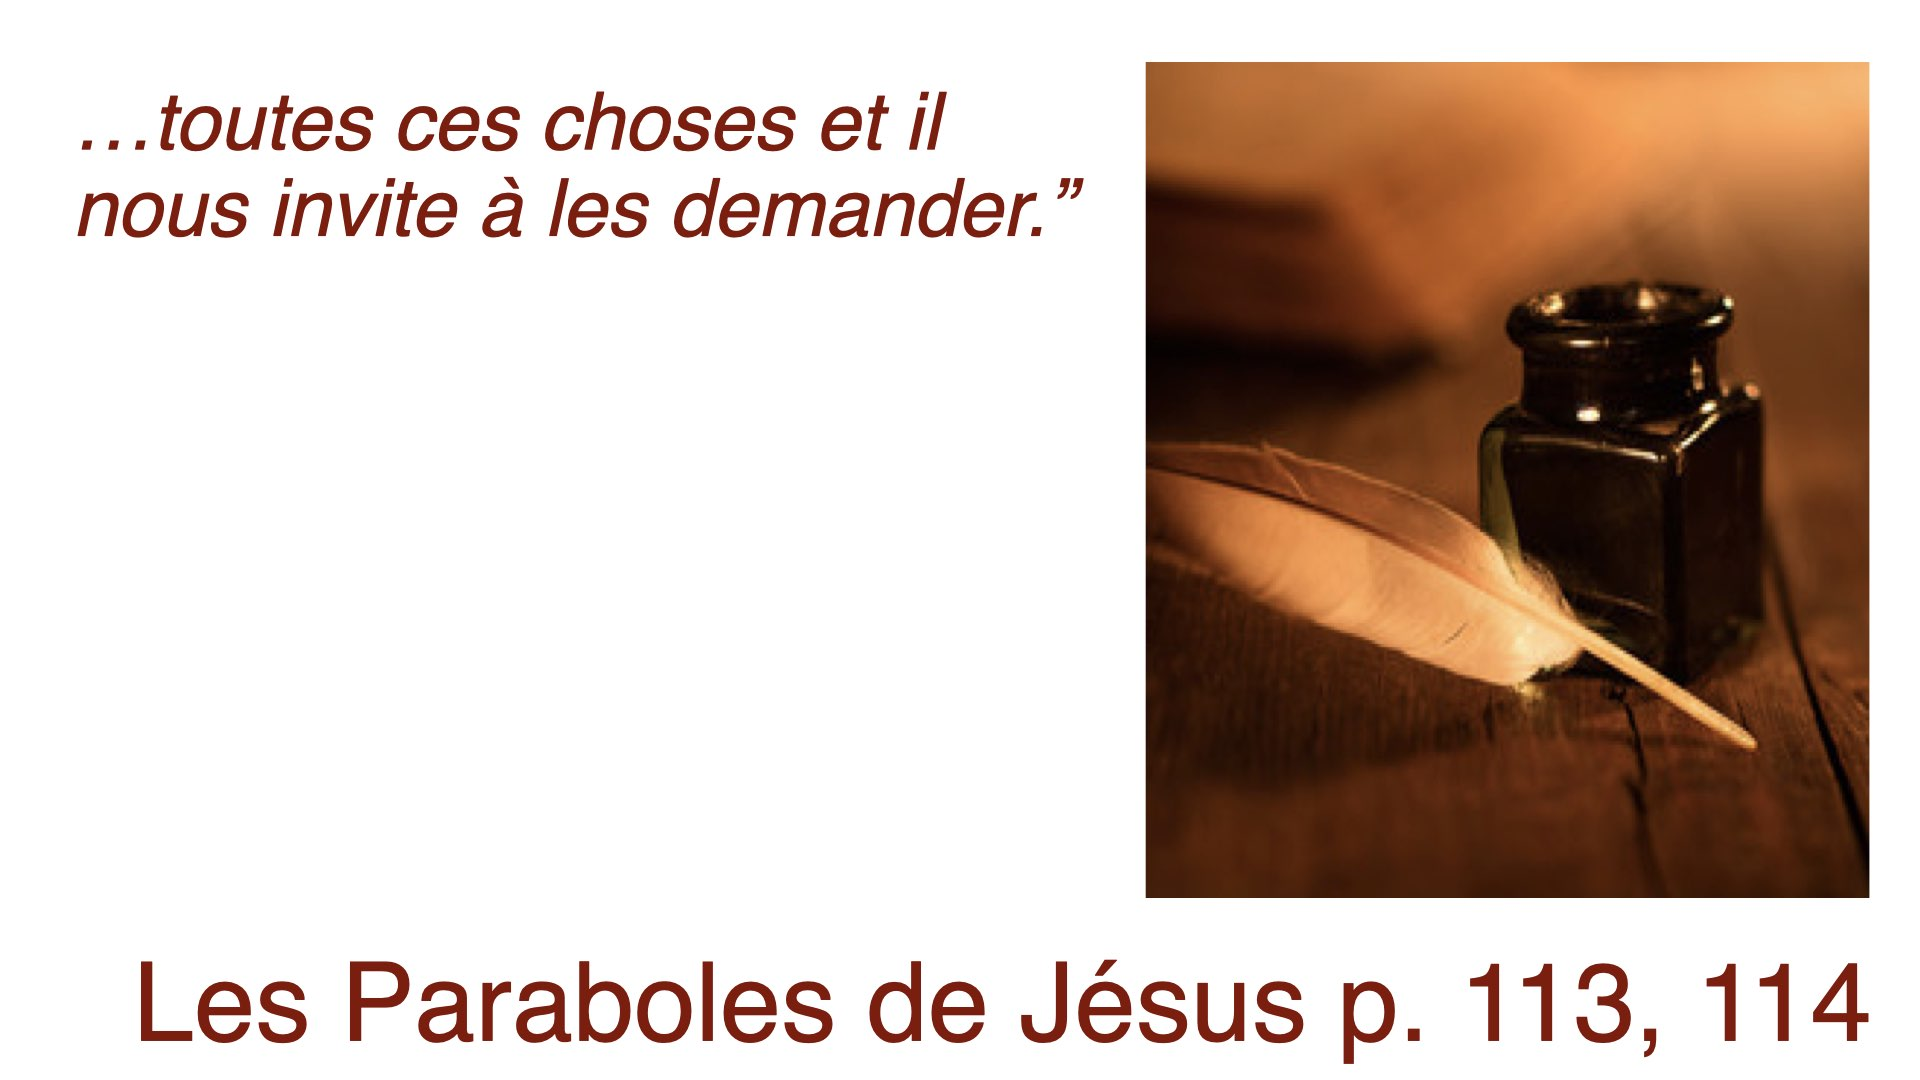 …toutes ces choses et il
nous invite à les demander.”
Les Paraboles de Jésus p. 113, 114